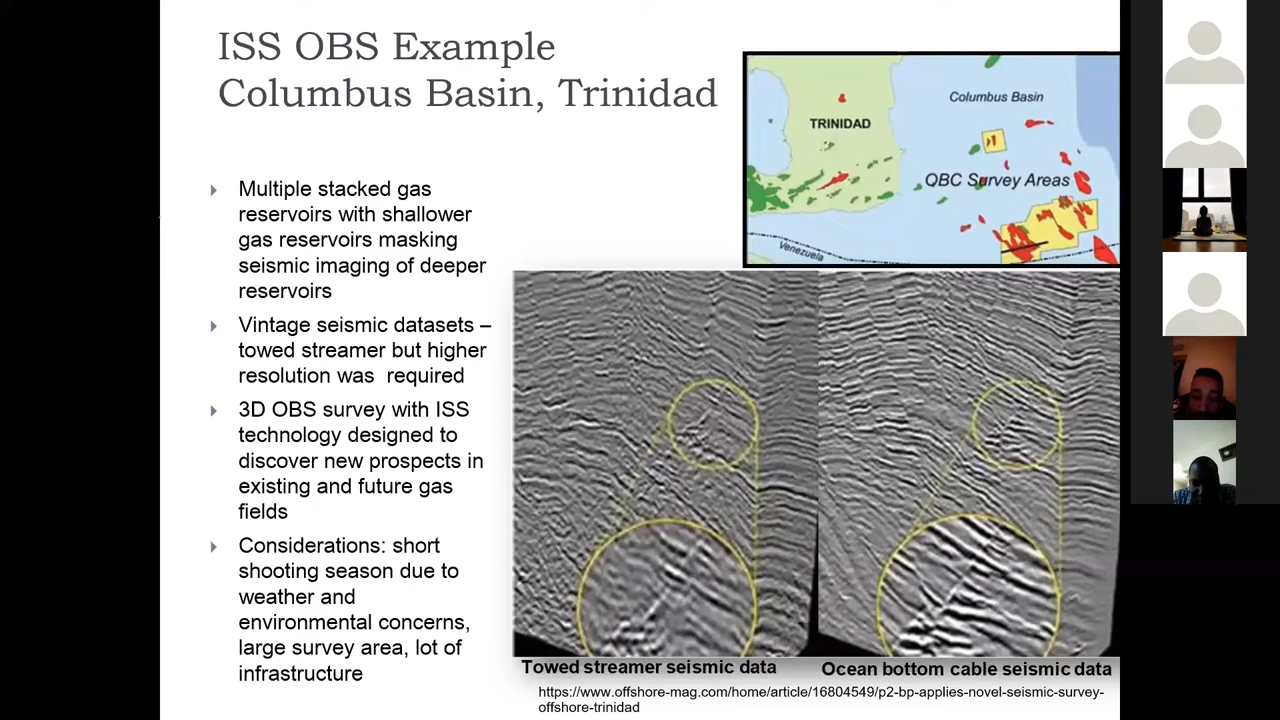 ISS OBS Example
Columbus Basin, Trinidad
Multiple stacked gas
reservoirs with shallower
gas reservoirs masking
seismic imaging of deeper
reservoirs
Vintage seismic datasets –
towed streamer but higher
resolution was required
3D OBS survey with ISS
technology designed to
discover new prospects in
existing and future gas
fields
Considerations: short
shooting season due to
weather and
environmental concerns,
large survey area, lot of
infrastructure
Columbus Basin
TRINIDAD
OBC Survey Areas
Venezuela
Towed streamer seismic data
Ocean bottom cable seismic data
https://www.offshore-mag.com/home/article/16804549/p2-bp-applies-novel-seismic-survey-
offshore-trinidad